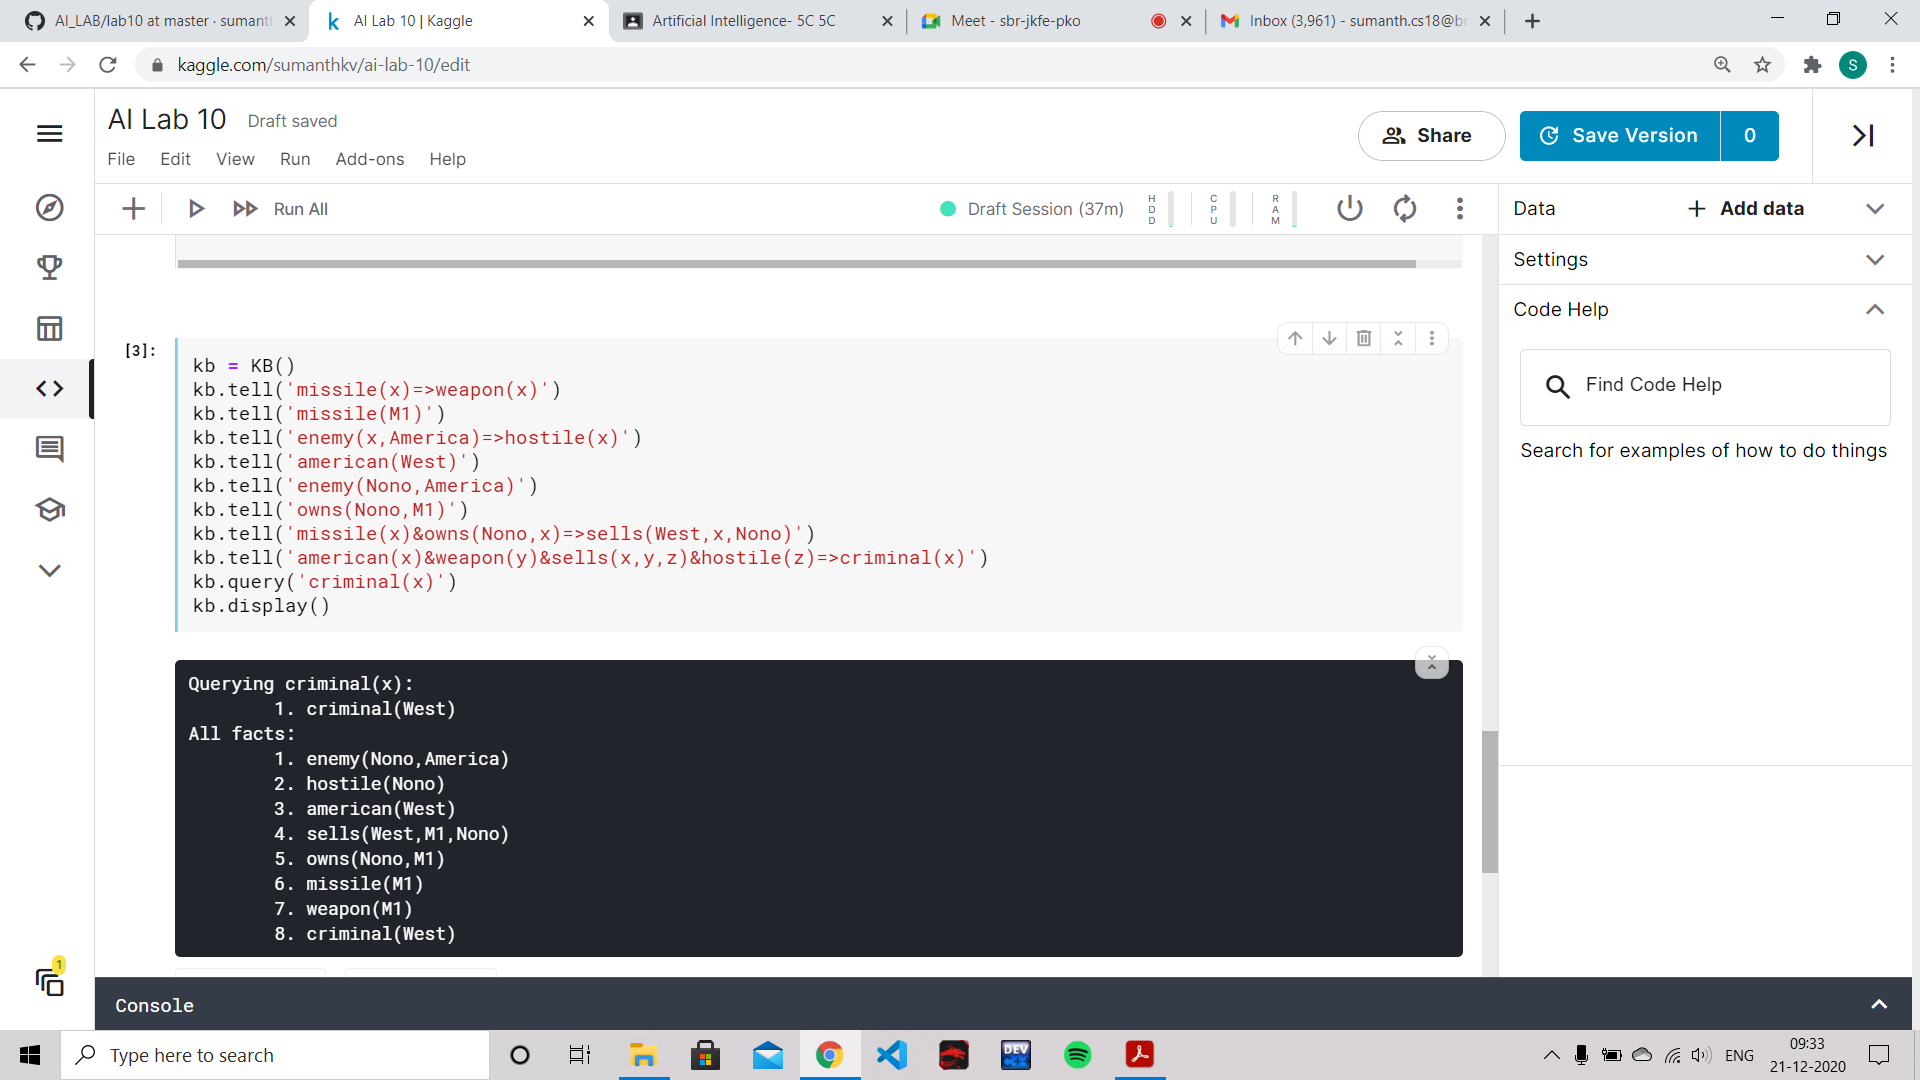 AI_LAB/lab10 at master · sumanth
AI Lab 10 | Kaggle
Artificial Intelligence- 5C 5C
Meet - sbr-jkfe-pko
Inbox (3,961) - sumanth.cs18@b
kaggle.com/sumanthkv/ai-lab-10/edit
S
AI Lab 10 Draft saved
File Edit View Run Add-ons Help
Share
Save Version 0
Run All
Draft Session (37m)
HDD
CPU
RAM
Data
+ Add data
Settings
Code Help
Find Code Help
Search for examples of how to do things
[3]:
kb = KB()
kb.tell('missile(x)=>weapon(x)')
kb.tell('missile(M1)')
kb.tell('enemy(x,America)=>hostile(x)')
kb.tell('american(West)')
kb.tell('enemy(Nono,America)')
kb.tell('owns(Nono,M1)')
kb.tell('missile(x)&owns(Nono,x)=>sells(West,x,Nono)')
kb.tell('american(x)&weapon(y)&sells(x,y,z)&hostile(z)=>criminal(x)')
kb.query('criminal(x)')
kb.display()
Querying criminal(x):
1. criminal(West)
All facts:
1. enemy(Nono,America)
2. hostile(Nono)
3. american(West)
4. sells(West,M1,Nono)
5. owns(Nono,M1)
6. missile(M1)
7. weapon(M1)
8. criminal(West)
1
Console
Type here to search
DEV
ENG
09:33
21-12-2020